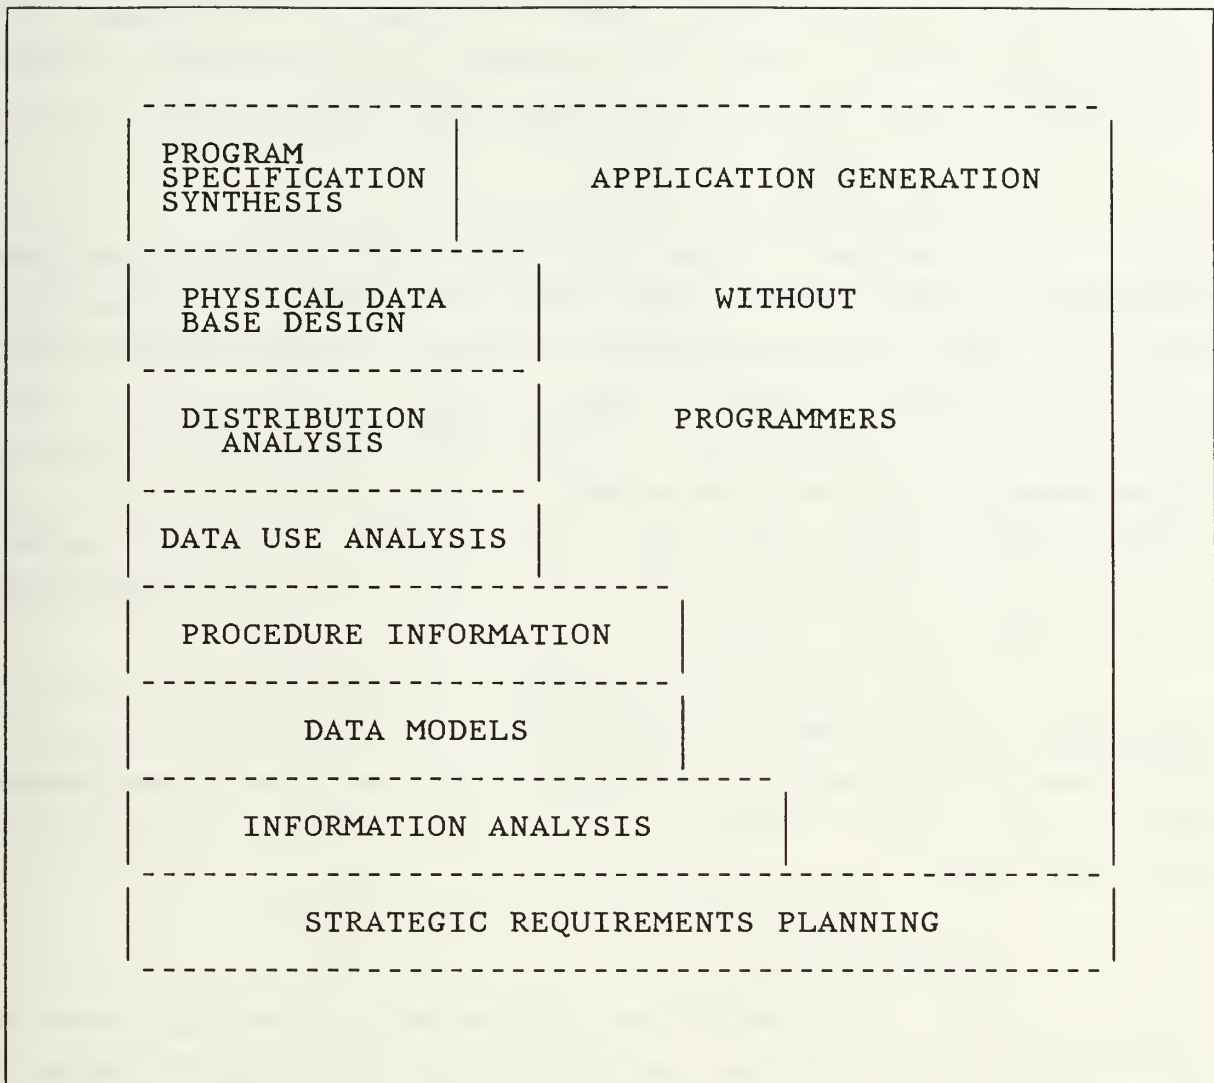 PROGRAM
SPECIFICATION
SYNTHESIS
APPLICATION GENERATION
PHYSICAL DATA
BASE DESIGN
WITHOUT
DISTRIBUTION
ANALYSIS
PROGRAMMERS
DATA USE ANALYSIS
PROCEDURE INFORMATION
DATA MODELS
INFORMATION ANALYSIS
STRATEGIC REQUIREMENTS PLANNING